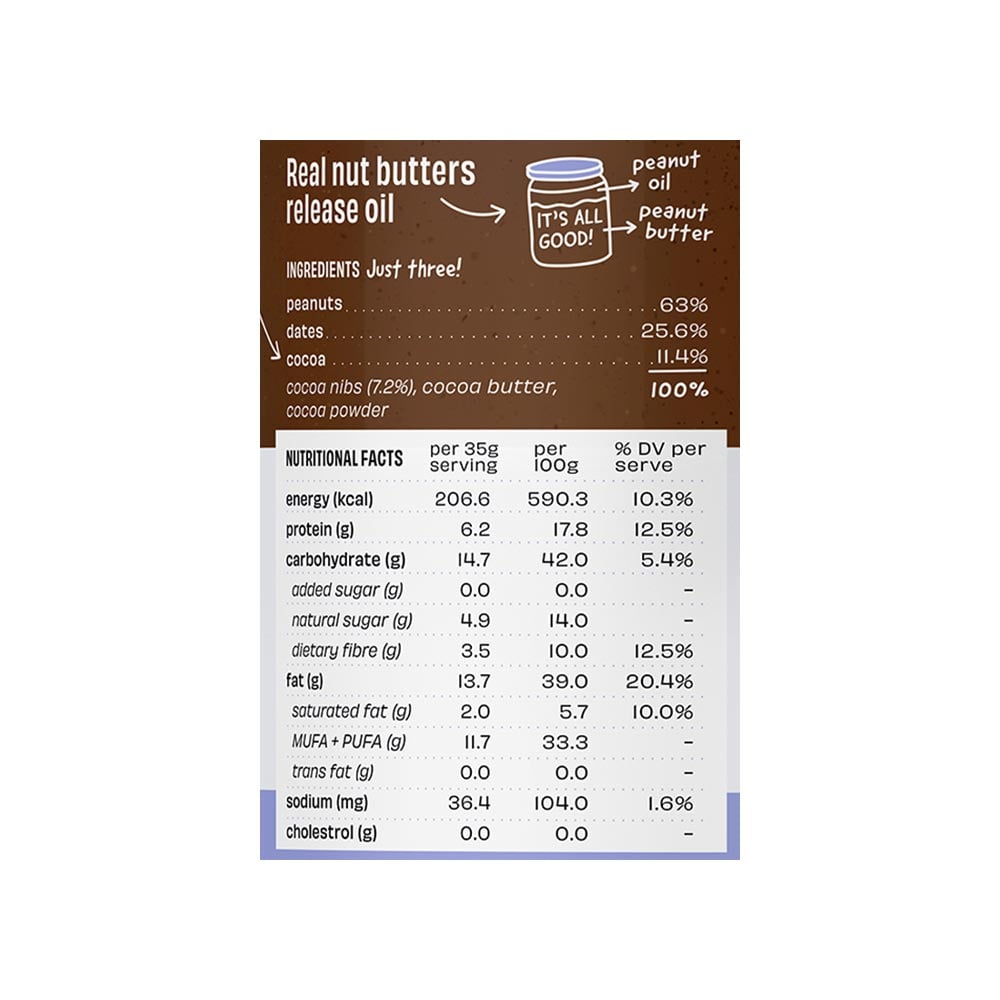 Real nut butters
release oil
IT'S ALL
GOOD!
peanut
oil
peanut
butter
INGREDIENTS Just three!
peanuts 63%
dates 25.6%
cocoa 11.4%
cocoa nibs (7.2%), cocoa butter,
cocoa powder
100%
NUTRITIONAL FACTS per 35g serving per 100g % DV per serve
energy (kcal) 206.6 590.3 10.3%
protein (g) 6.2 17.8 12.5%
carbohydrate (g) 14.7 42.0 5.4%
added sugar (g) 0.0 0.0 –
natural sugar (g) 4.9 14.0 –
dietary fibre (g) 3.5 10.0 12.5%
fat (g) 13.7 39.0 20.4%
saturated fat (g) 2.0 5.7 10.0%
MUFA + PUFA (g) 11.7 33.3 –
trans fat (g) 0.0 0.0 –
sodium (mg) 36.4 104.0 1.6%
cholestrol (g) 0.0 0.0 –